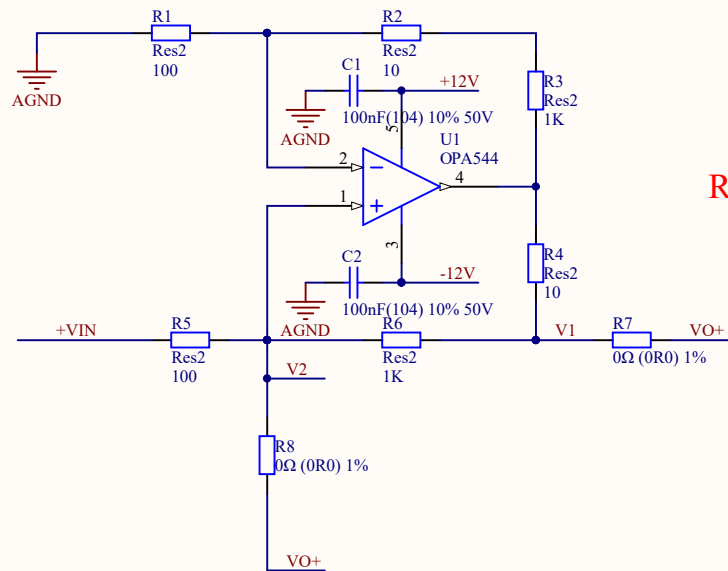 R1
Res2
100
AGND
R2
Res2
10
R3
Res2
1K
C1
+12V
100nF(104) 10% 50V
AGND
5
U1
OPA544
2
1
4
3
R
R4
Res2
10
C2
-12V
100nF(104) 10% 50V
AGND
+VIN
R5
Res2
100
R6
Res2
1K
V1
R7
0Ω (0R0) 1%
VO+
V2
R8
0Ω (0R0) 1%
VO+